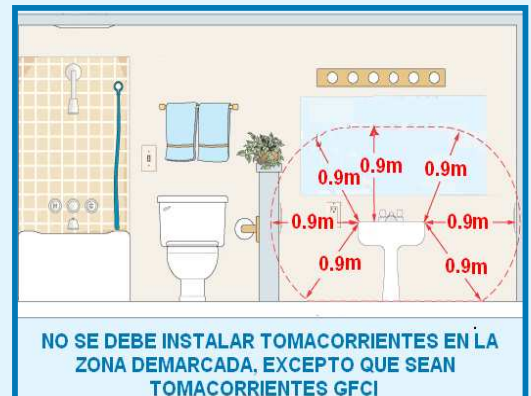 0.9m
0.9m
0.9m
0.9m
0.9m
0.9m
0.9m
NO SE DEBE INSTALAR TOMACORRIENTES EN LA
ZONA DEMARCADA, EXCEPTO QUE SEAN
TOMACORRIENTES GFCI